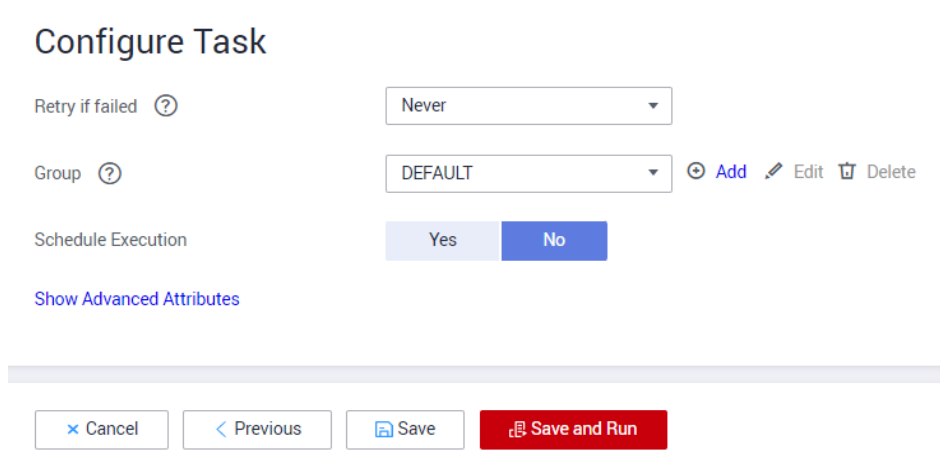 Configure Task
Retry if failed ? Never
Group ? DEFAULT Add Edit Delete
Schedule Execution Yes No
Show Advanced Attributes
Cancel Previous Save Save and Run